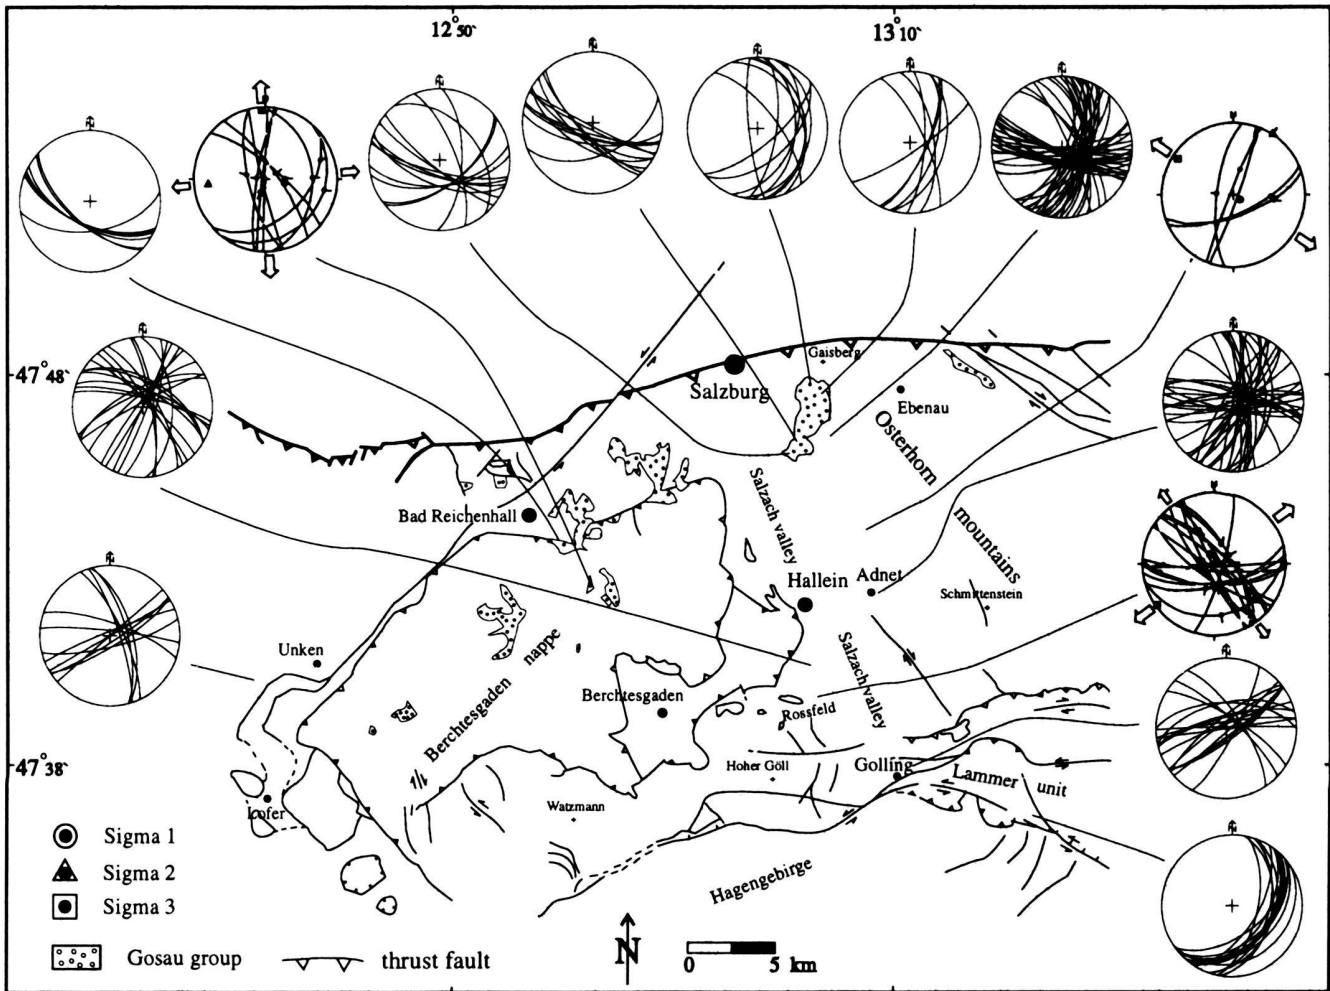 12°50`
13°10`
N
N
N
N
N
N
N
N
47°48`
Gaisberg
Salzburg
Ebenau
Osterhorn
mountains
Salzach valley
Bad Reichenhall
Hallein
Adnet
Schmittenstein
N
N
Unken
Berchtesgaden nappe
Berchtesgaden
Salzach valley
Rossfeld
47°38`
Hoher Göll
Golling
Lammer unit
Lofer
Watzmann
Hagengebirge
Sigma 1
Sigma 2
Sigma 3
Gosau group
thrust fault
N
0 5 km